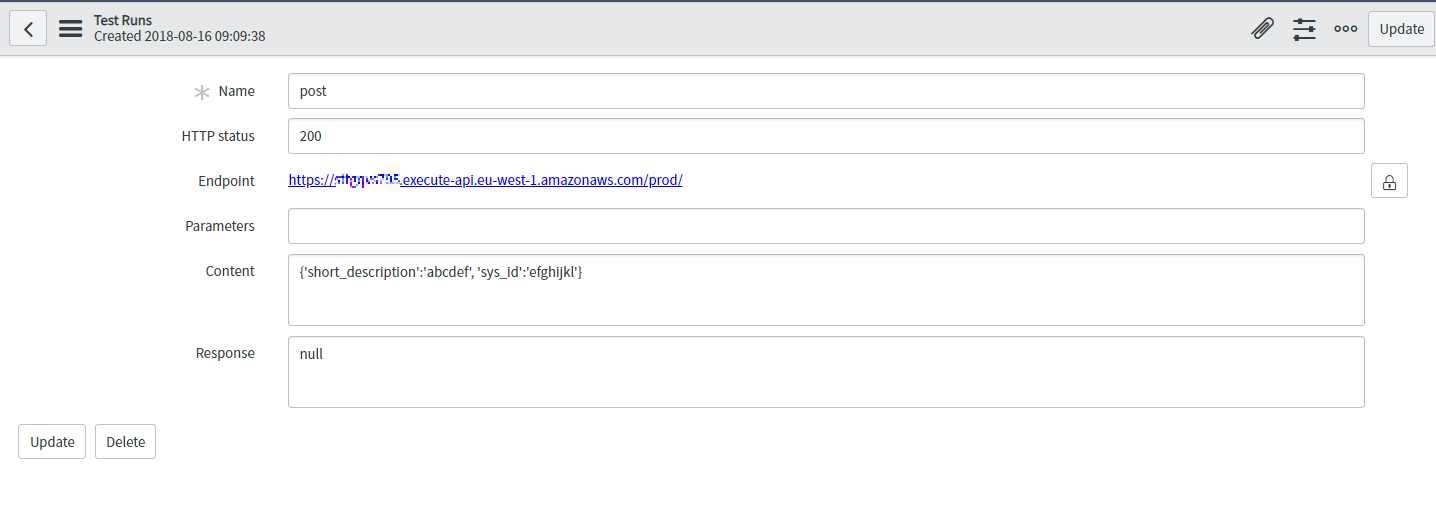 Test Runs
Created 2018-08-16 09:09:38
Update
Name
post
HTTP status
200
Endpoint
https:// .execute-api.eu-west-1.amazonaws.com/prod/
Parameters
Content
{'short_description':'abcdef', 'sys_id':'efghijkl'}
Response
null
Update
Delete